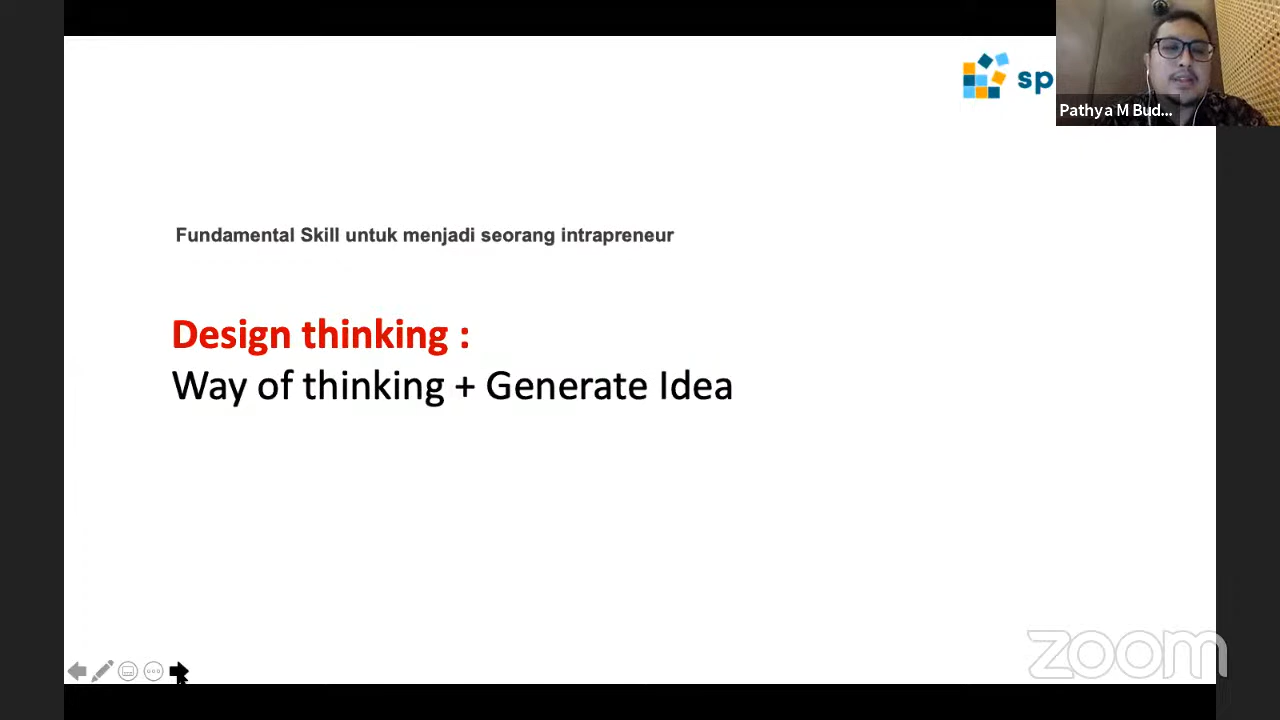 sp
Pathya M Bud...
Fundamental Skill untuk menjadi seorang intrapreneur
Design thinking :
Way of thinking + Generate Idea
zoom